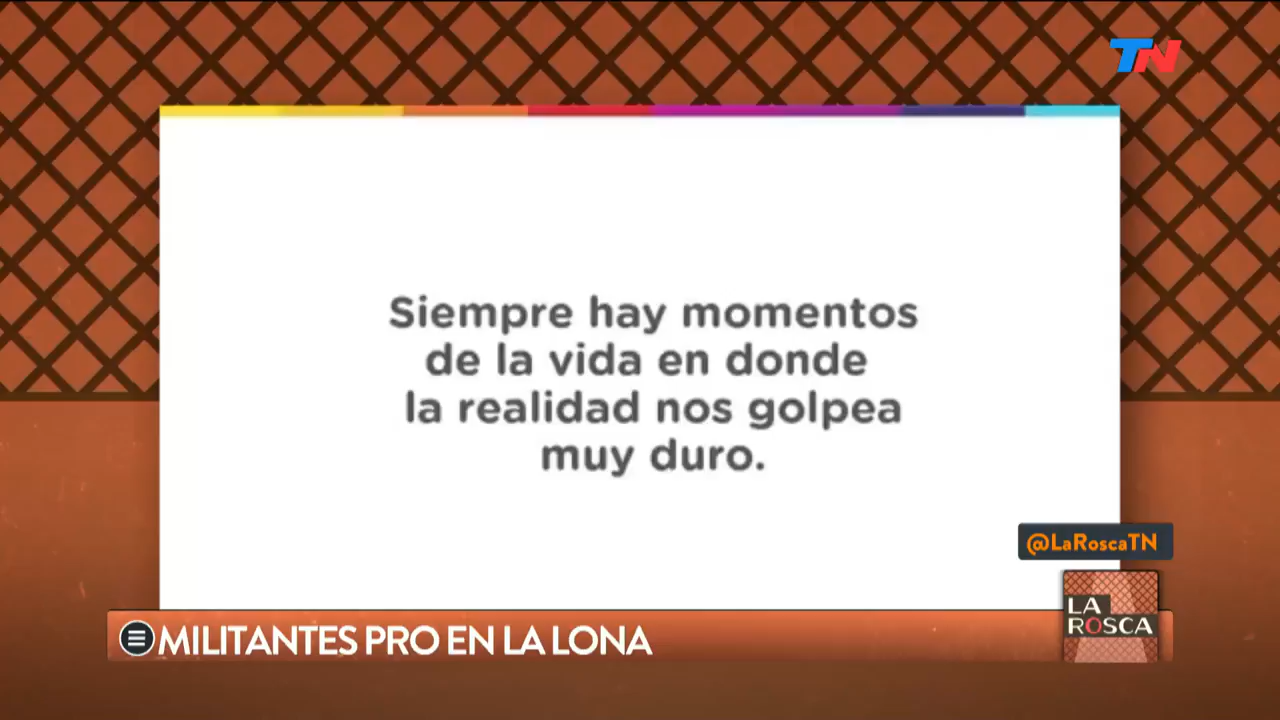 TN
Siempre hay momentos
de la vida en donde
la realidad nos golpea
muy duro.
@LaRoscaTN
LA
ROSCA
MILITANTES PRO EN LA LONA